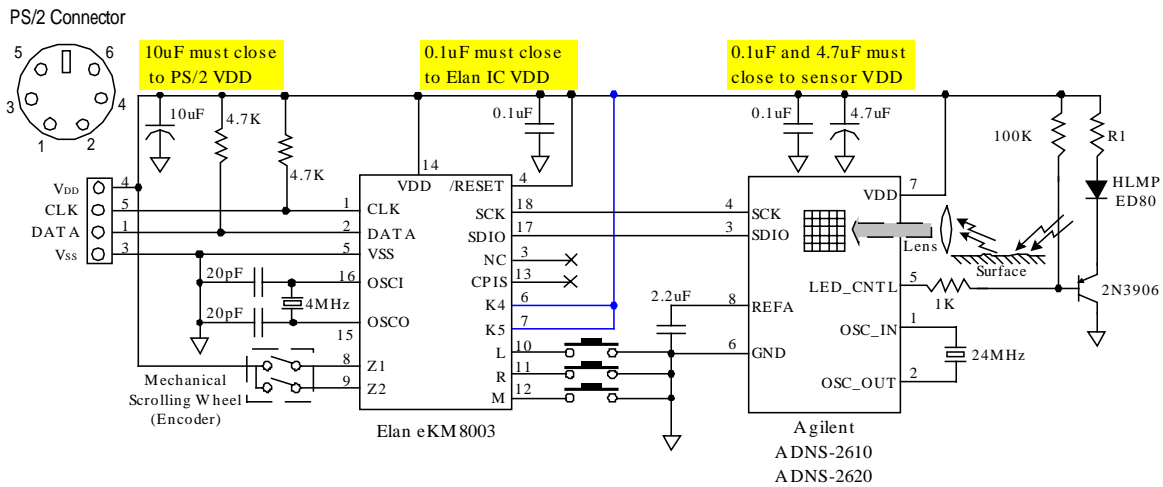 PS/2 Connector
5
6
3
4
1
2
10uF must close
to PS/2 VDD
0.1uF must close
to Elan IC VDD
0.1uF and 4.7uF must
close to sensor VDD
10uF
4.7K
4.7K
0.1uF
0.1uF
4.7uF
100K
R1
HLMP
ED80
VDD
4
CLK
5
DATA
1
Vss
3
14
VDD
/RESET
4
1
CLK
2
DATA
5
VSS
16
OSCI
OSCO
15
8
Z1
9
Z2
SCK
18
SDIO
17
NC
3
CPIS
13
K4
6
K5
7
L
10
R
11
M
12
20pF
20pF
4MHz
Mechanical
Scrolling Wheel
(Encoder)
Elan eKM8003
2.2uF
4
SCK
3
SDIO
8
REFA
6
GND
VDD
7
LED_CNTL
5
OSC_IN
1
OSC_OUT
2
Lens
Surface
1K
2N3906
24MHz
Agilent
ADNS-2610
ADNS-2620